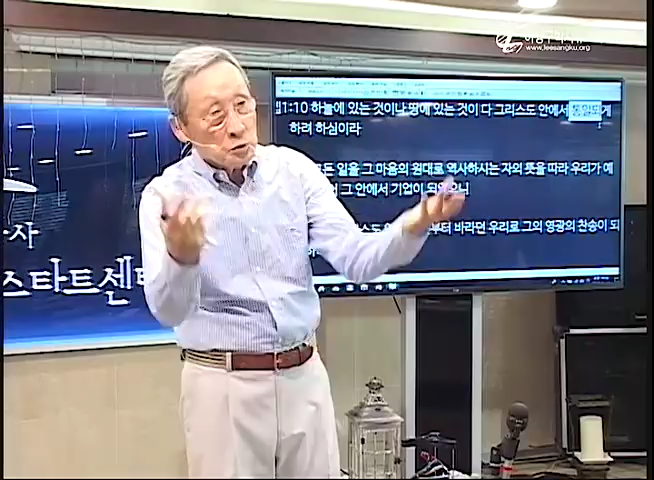 www.leesangku.org
1:10 하늘에 있는 것이나 땅에 있는 것이 다 그리스도 안에서 통일되게
하려 하심이라
일을 그 마음의 원대로 역사하시는 자의 뜻을 따라 우리가 예
그 안에서 기업이 되었으니
부터 바라던 우리로 그의 영광의 찬송이 되
스타트센